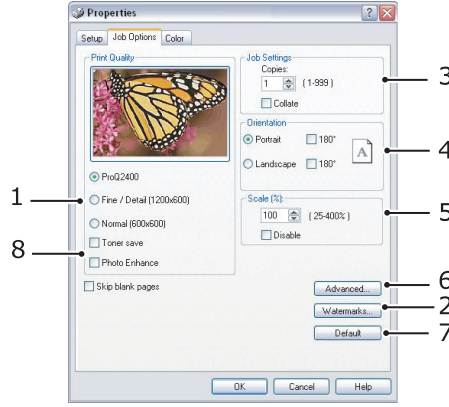 Properties
Setup Job Options Color
Print Quality
ProQ2400
Fine / Detail (1200x600)
Normal (600x600)
Toner save
Photo Enhance
Skip blank pages
Job Settings
Copies:
1 ( 1-999 )
Collate
Orientation
Portrait 180°
Landscape 180°
A
Scale (%):
100 ( 25-400% )
Disable
Advanced...
Watermarks...
Default
OK Cancel Help
1
8
3
4
5
6
2
7